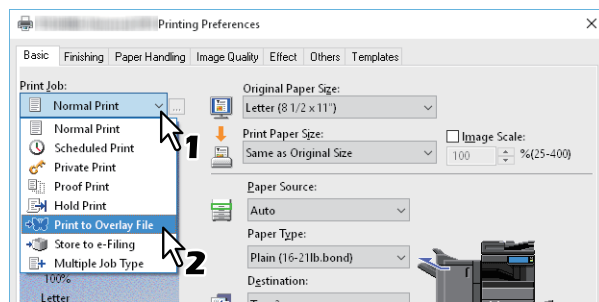 Printing Preferences
Basic Finishing Paper Handling Image Quality Effect Others Templates
Print Job:
Normal Print
...
Normal Print
Scheduled Print
Private Print
Proof Print
Hold Print
Print to Overlay File
Store to e-Filing
Multiple Job Type
1
2
100%
Letter
Original Paper Size:
Letter (8 1/2 x 11")
Print Paper Size:
Same as Original Size
Image Scale:
100 %(25-400)
Paper Source:
Auto
Paper Type:
Plain (16-21lb.bond)
Destination: